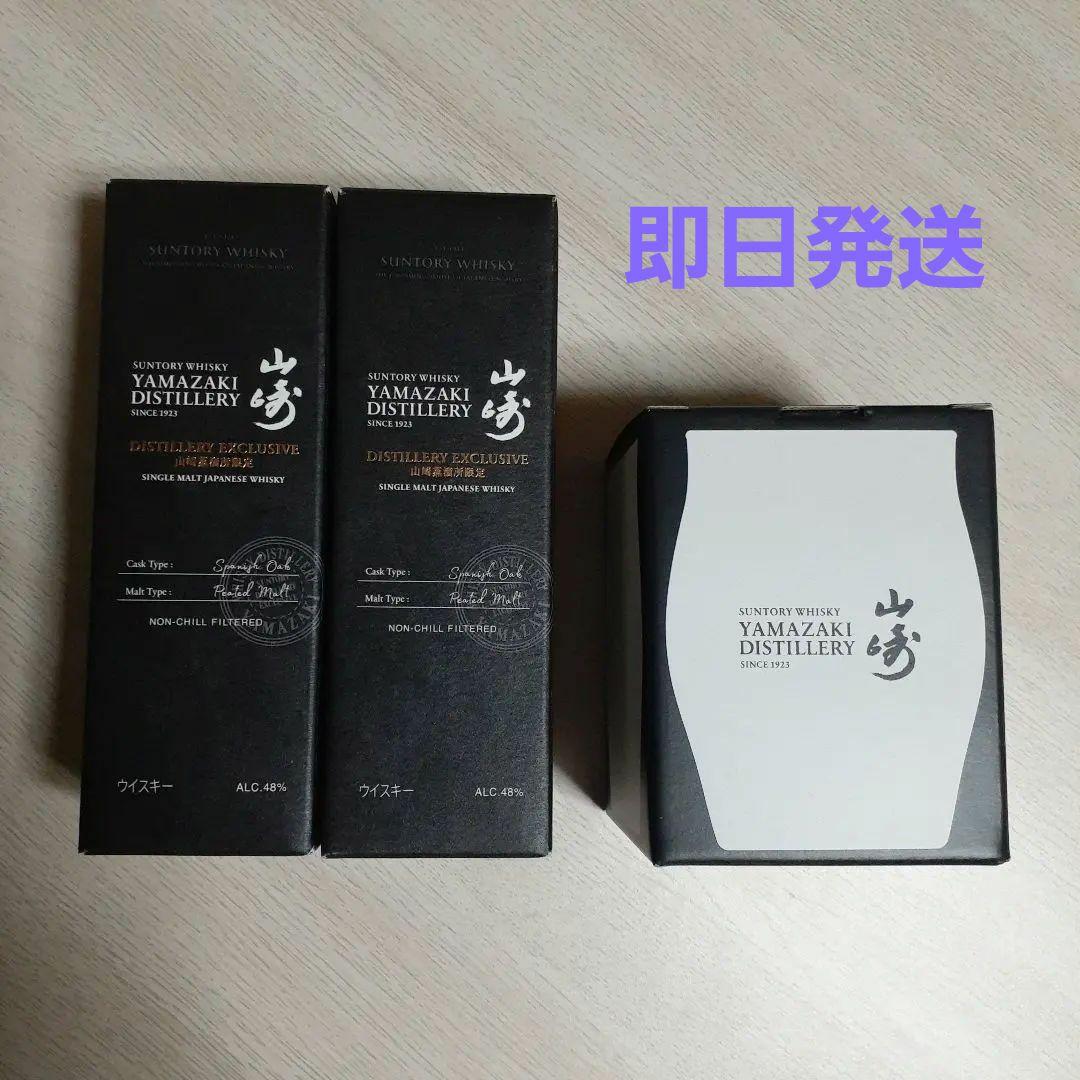 SUNTORY WHISKY
SUNTORY WHISKY
YAMAZAKI
DISTILLERY
SINCE 1923
山崎
DISTILLERY EXCLUSIVE
山崎蒸溜所限定
SINGLE MALT JAPANESE WHISKY
Cask Type : Spanish Oak
Malt Type : Peated Malt
NON-CHILL FILTERED
ウイスキー ALC.48%
SUNTORY WHISKY
SUNTORY WHISKY
YAMAZAKI
DISTILLERY
SINCE 1923
山崎
DISTILLERY EXCLUSIVE
山崎蒸溜所限定
SINGLE MALT JAPANESE WHISKY
Cask Type : Spanish Oak
Malt Type : Peated Malt
NON-CHILL FILTERED
ウイスキー ALC.48%
即日発送
SUNTORY WHISKY
YAMAZAKI
DISTILLERY
SINCE 1923
山崎